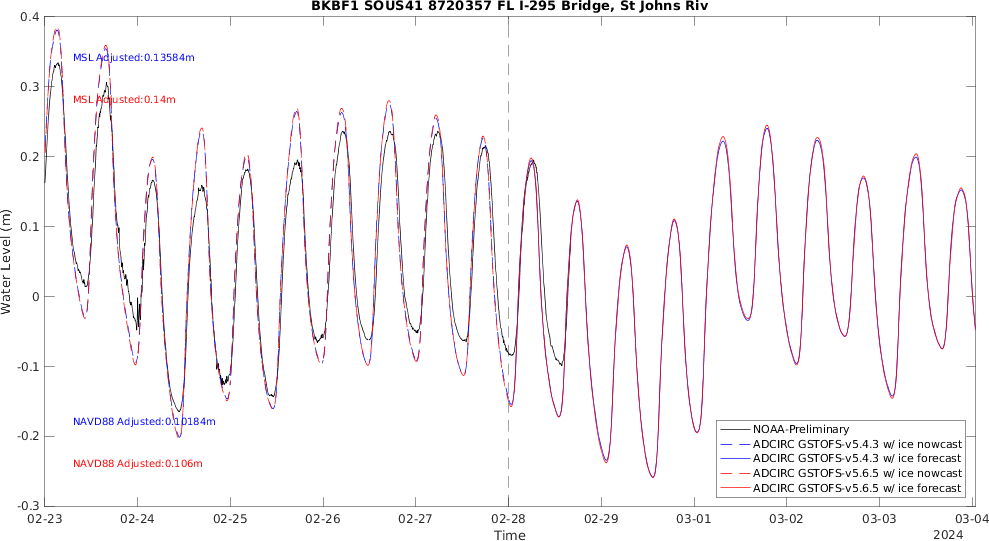 BKBF1 SOUS41 8720357 FL I-295 Bridge, St Johns Riv
0.4
0.3
0.2
0.1
0
-0.1
-0.2
-0.3
Water Level (m)
MSL Adjusted:0.13584m
MSL Adjusted:0.14m
NAVD88 Adjusted:0.10184m
NAVD88 Adjusted:0.106m
NOAA-Preliminary
ADCIRC GSTOFS-v5.4.3 w/ ice nowcast
ADCIRC GSTOFS-v5.4.3 w/ ice forecast
ADCIRC GSTOFS-v5.6.5 w/ ice nowcast
ADCIRC GSTOFS-v5.6.5 w/ ice forecast
02-23 02-24 02-25 02-26 02-27 02-28 02-29 03-01 03-02 03-03 03-04
Time
2024